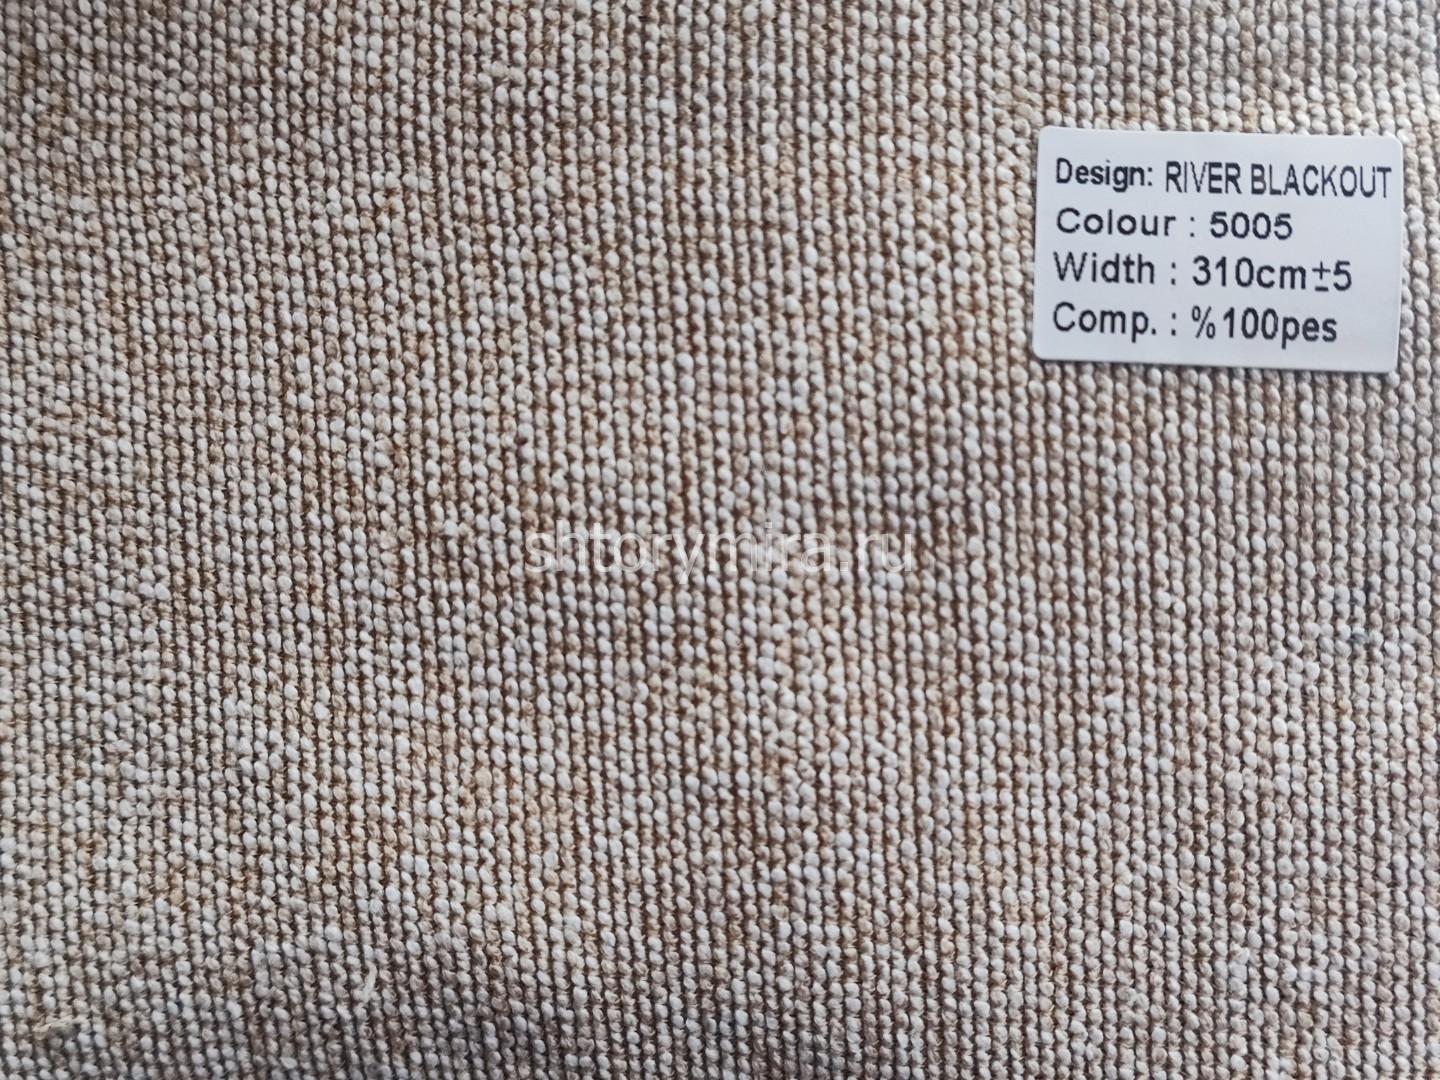 Design: RIVER BLACKOUT
Colour : 5005
Width : 310cm±5
Comp. : %100pes
shtorymira.ru